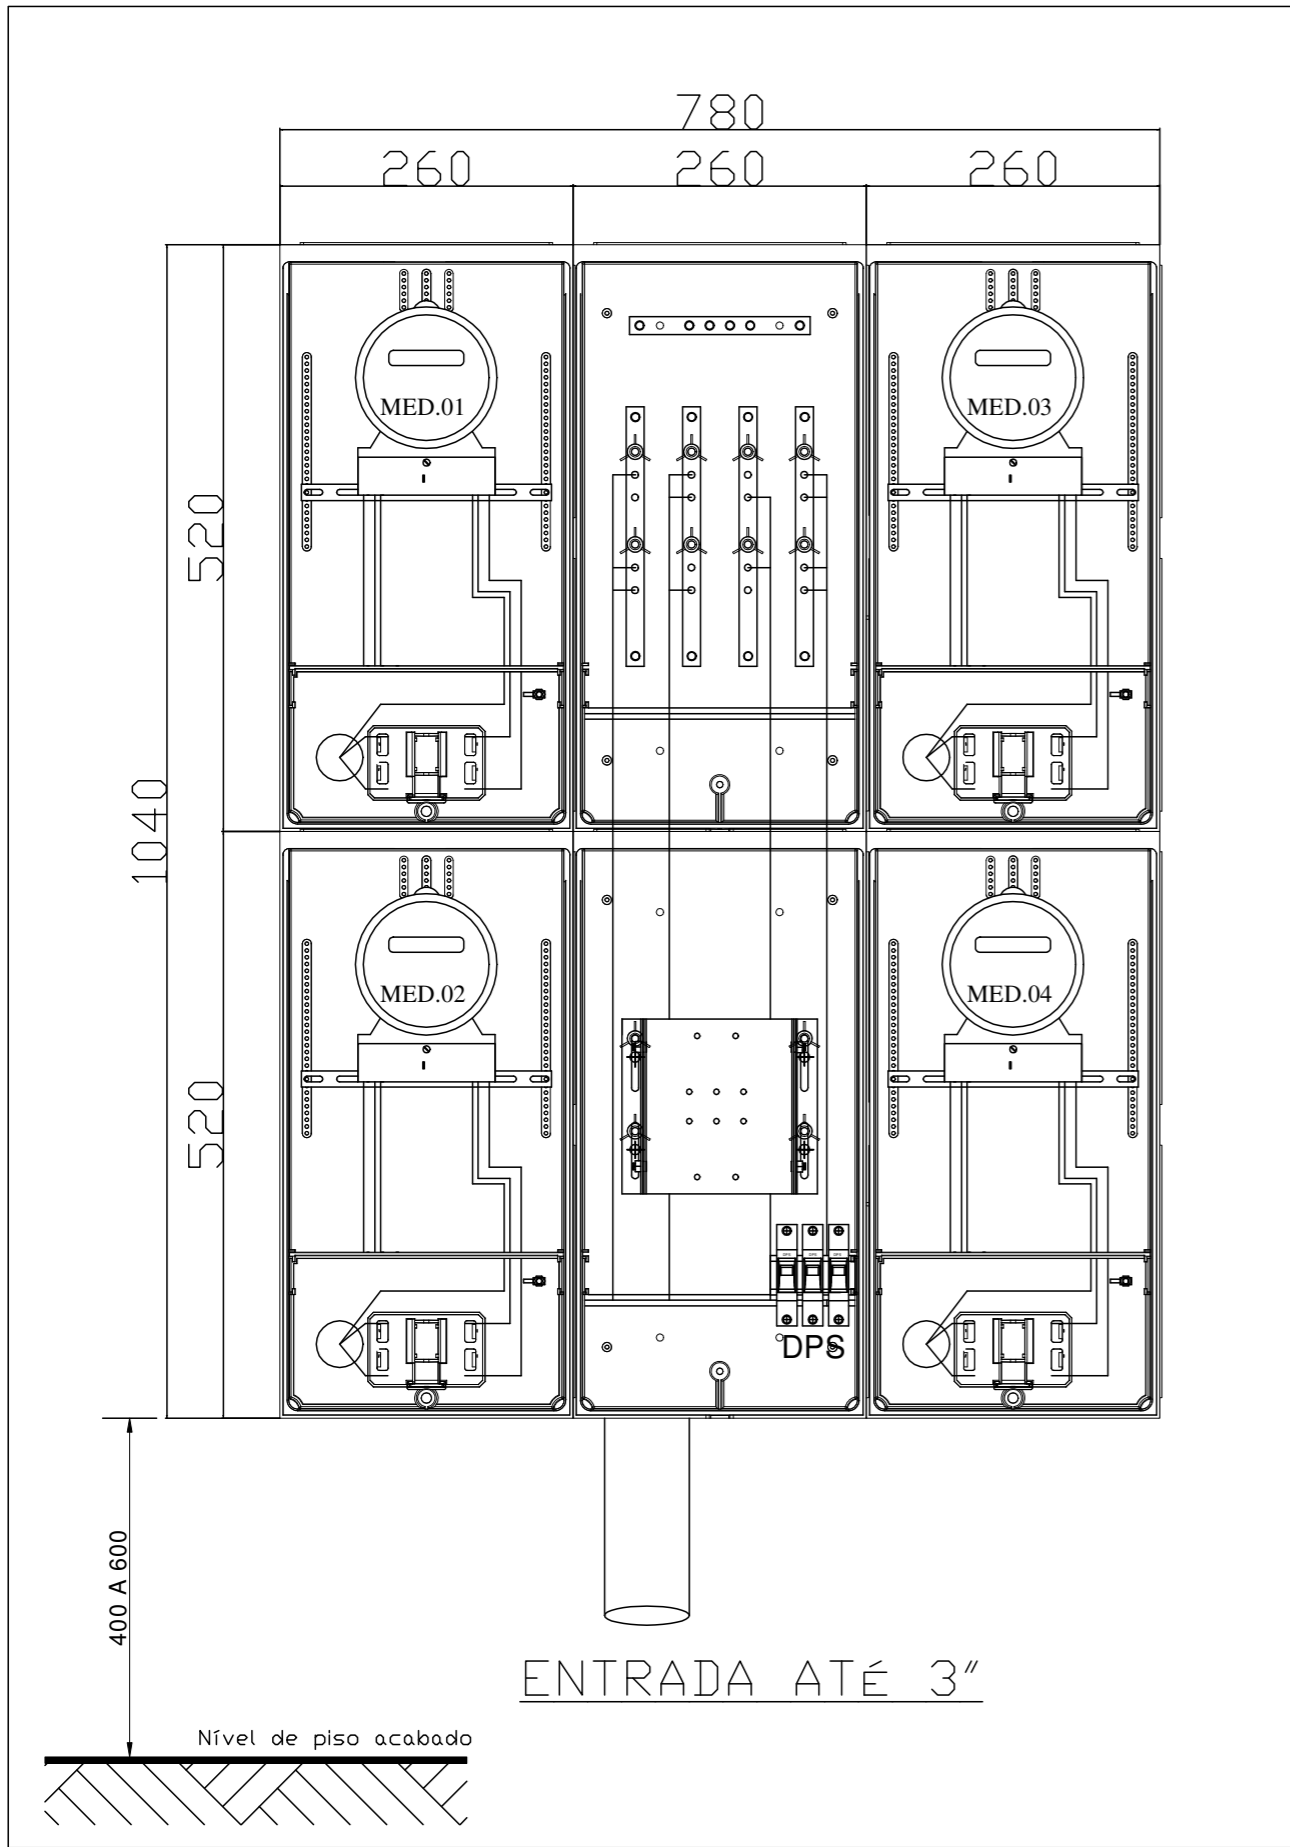 780
260 260 260
MED.01 MED.03
520
1040
MED.02 MED.04
520
DPS
400 A 600
ENTRADA ATÉ 3"
Nível de piso acabado